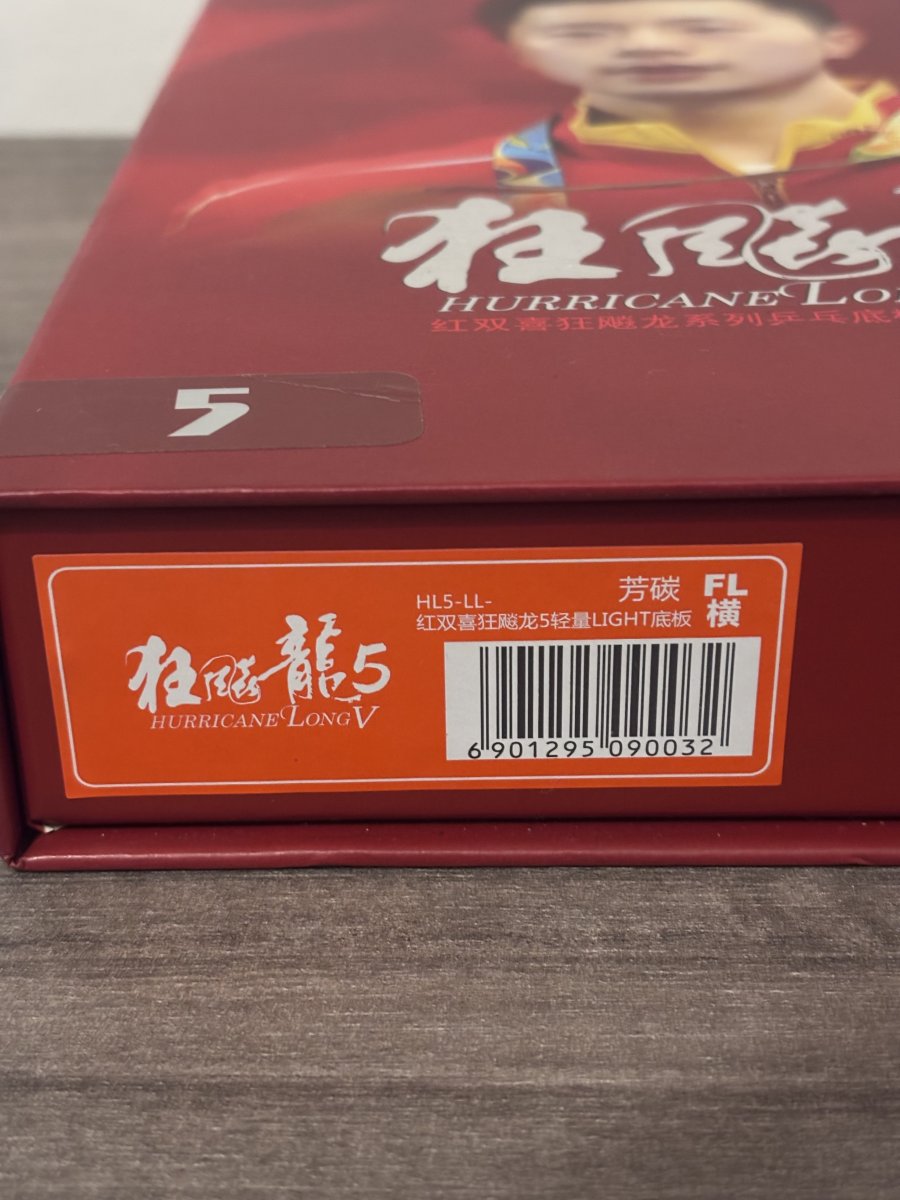 狂飚
HURRICANE LO
红双喜狂飚龙系列乒乓底
5
芳碳
FL
横
HL5-LL-
红双喜狂飚龙5轻量LIGHT底板
狂飚龍5
HURRICANE LONG V
6 901295 090032